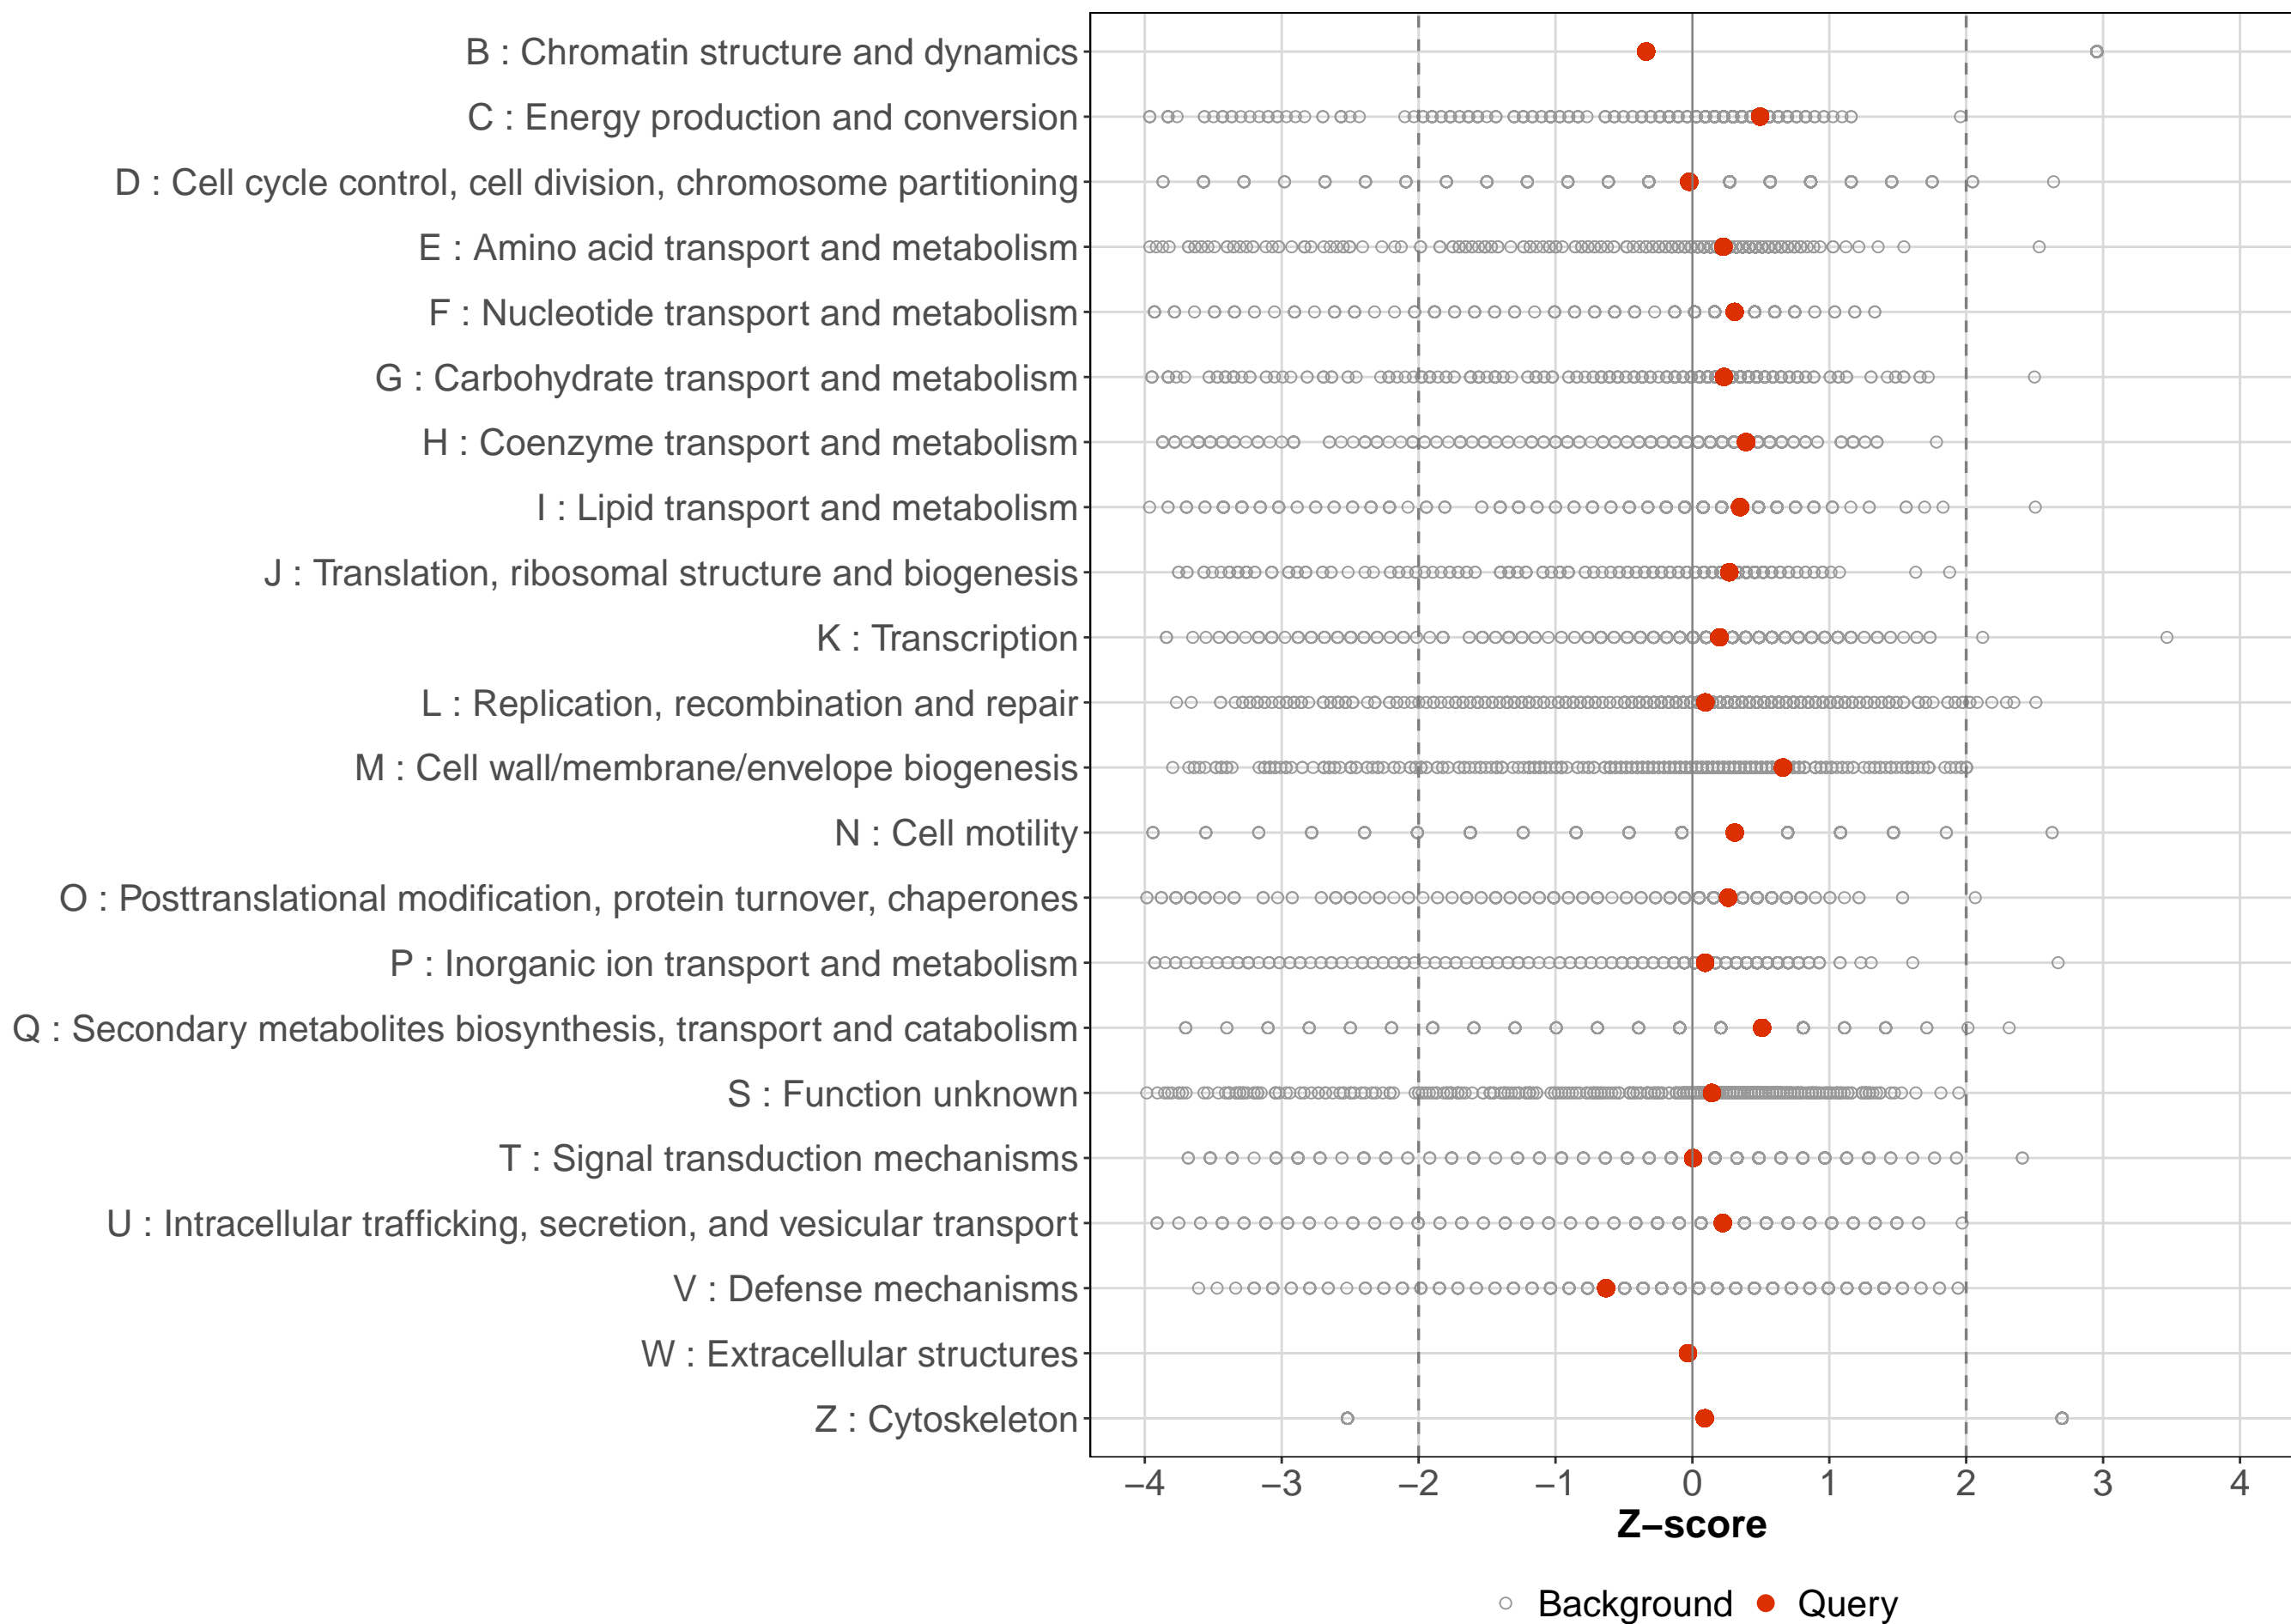 B : Chromatin structure and dynamics
C : Energy production and conversion
D : Cell cycle control, cell division, chromosome partitioning
E : Amino acid transport and metabolism
F : Nucleotide transport and metabolism
G : Carbohydrate transport and metabolism
H : Coenzyme transport and metabolism
I : Lipid transport and metabolism
J : Translation, ribosomal structure and biogenesis
K : Transcription
L : Replication, recombination and repair
M : Cell wall/membrane/envelope biogenesis
N : Cell motility
O : Posttranslational modification, protein turnover, chaperones
P : Inorganic ion transport and metabolism
Q : Secondary metabolites biosynthesis, transport and catabolism
S : Function unknown
T : Signal transduction mechanisms
U : Intracellular trafficking, secretion, and vesicular transport
V : Defense mechanisms
W : Extracellular structures
Z : Cytoskeleton
−4 −3 −2 −1 0 1 2 3 4
Z−score
Background Query